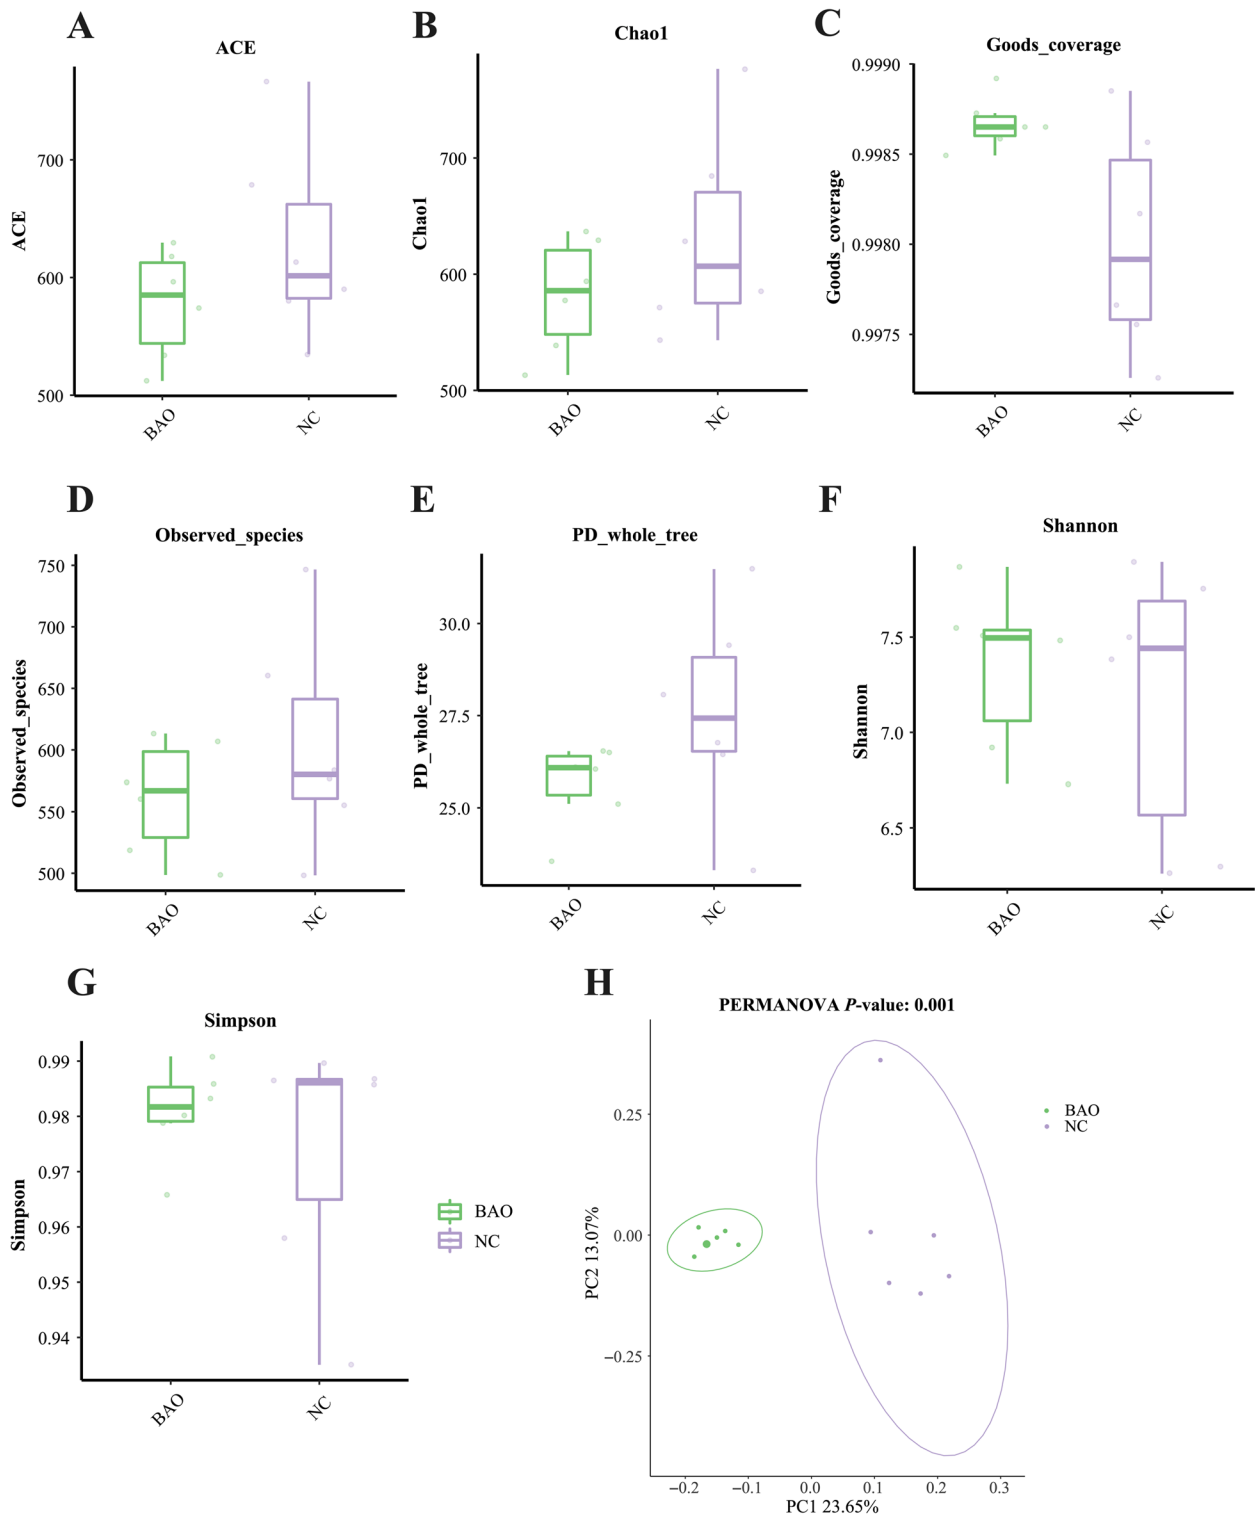 A
ACE
700
600
500
ACE
BAO
NC
B
Chao1
700
600
500
Chao1
BAO
NC
C
Goods_coverage
0.9990
0.9985
0.9980
0.9975
Goods_coverage
BAO
NC
D
Observed_species
750
700
650
600
550
500
Observed_species
BAO
NC
E
PD_whole_tree
30.0
27.5
25.0
PD_whole_tree
BAO
NC
F
Shannon
7.5
7.0
6.5
Shannon
BAO
NC
G
Simpson
0.99
0.98
0.97
0.96
0.95
0.94
Simpson
BAO
NC
BAO
NC
H
PERMANOVA P-value: 0.001
0.25
0.00
−0.25
PC2 13.07%
−0.2 −0.1 0.0 0.1 0.2 0.3
PC1 23.65%
BAO
NC